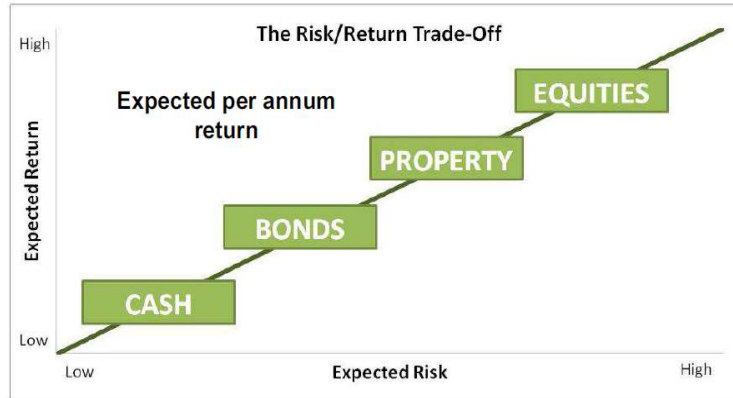 The Risk/Return Trade-Off
High
Expected per annum
return
EQUITIES
PROPERTY
Expected Return
BONDS
CASH
Low
Low
Expected Risk
High